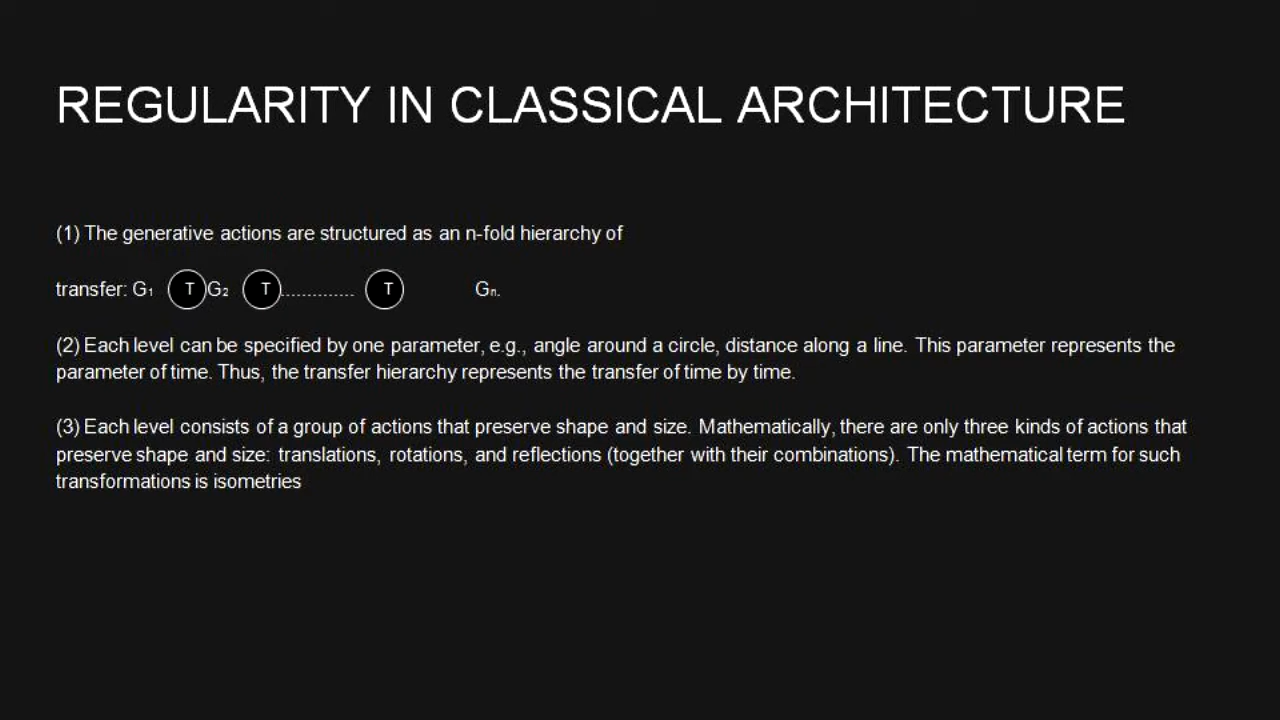 REGULARITY IN CLASSICAL ARCHITECTURE
(1) The generative actions are structured as an n-fold hierarchy of
transfer: G₁ Ⓣ G₂ Ⓣ.............. Ⓣ Gₙ.
(2) Each level can be specified by one parameter, e.g., angle around a circle, distance along a line. This parameter represents the
parameter of time. Thus, the transfer hierarchy represents the transfer of time by time.
(3) Each level consists of a group of actions that preserve shape and size. Mathematically, there are only three kinds of actions that
preserve shape and size: translations, rotations, and reflections (together with their combinations). The mathematical term for such
transformations is isometries